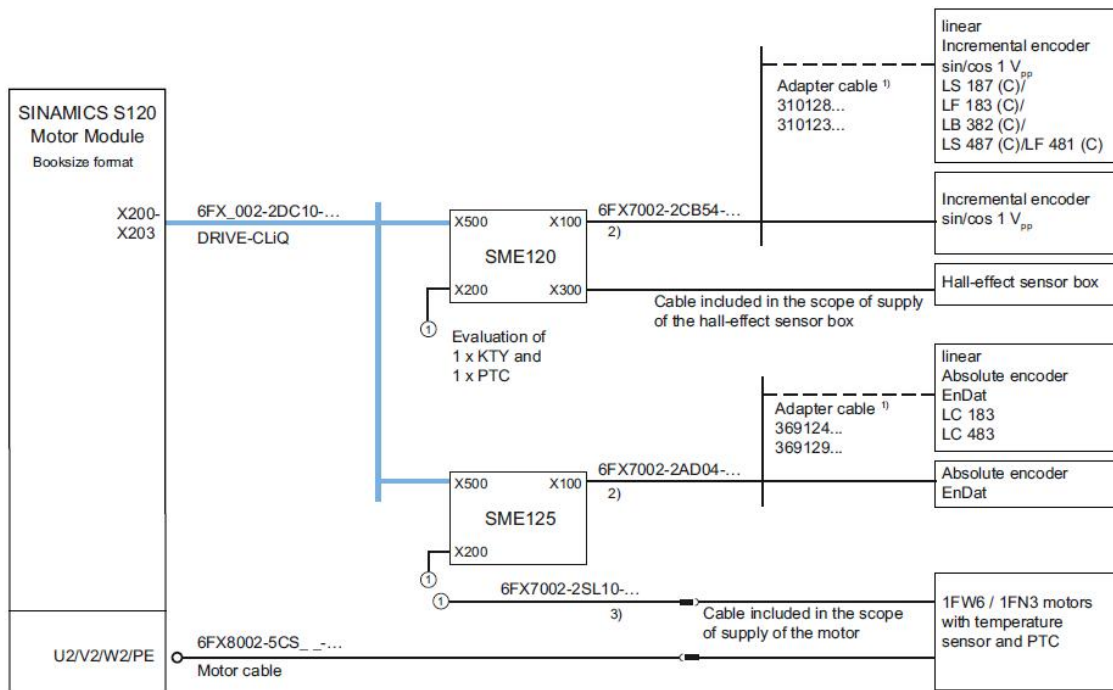 SINAMICS S120
Motor Module
Booksize format
X200-
X203
U2/V2/W2/PE
6FX_002-2DC10-...
DRIVE-CLiQ
X500
X100
SME120
X200
X300
1
Evaluation of
1 x KTY and
1 x PTC
6FX7002-2CB54-...
2)
Adapter cable 1)
310128...
310123...
linear
Incremental encoder
sin/cos 1 Vpp
LS 187 (C)/
LF 183 (C)/
LB 382 (C)/
LS 487 (C)/LF 481 (C)
Incremental encoder
sin/cos 1 Vpp
Hall-effect sensor box
Cable included in the scope of supply
of the hall-effect sensor box
X500
X100
SME125
X200
1
6FX7002-2AD04-...
2)
Adapter cable 1)
369124...
369129...
linear
Absolute encoder
EnDat
LC 183
LC 483
Absolute encoder
EnDat
1
6FX7002-2SL10-...
3)
Cable included in the scope
of supply of the motor
1FW6 / 1FN3 motors
with temperature
sensor and PTC
6FX8002-5CS_ _-...
Motor cable